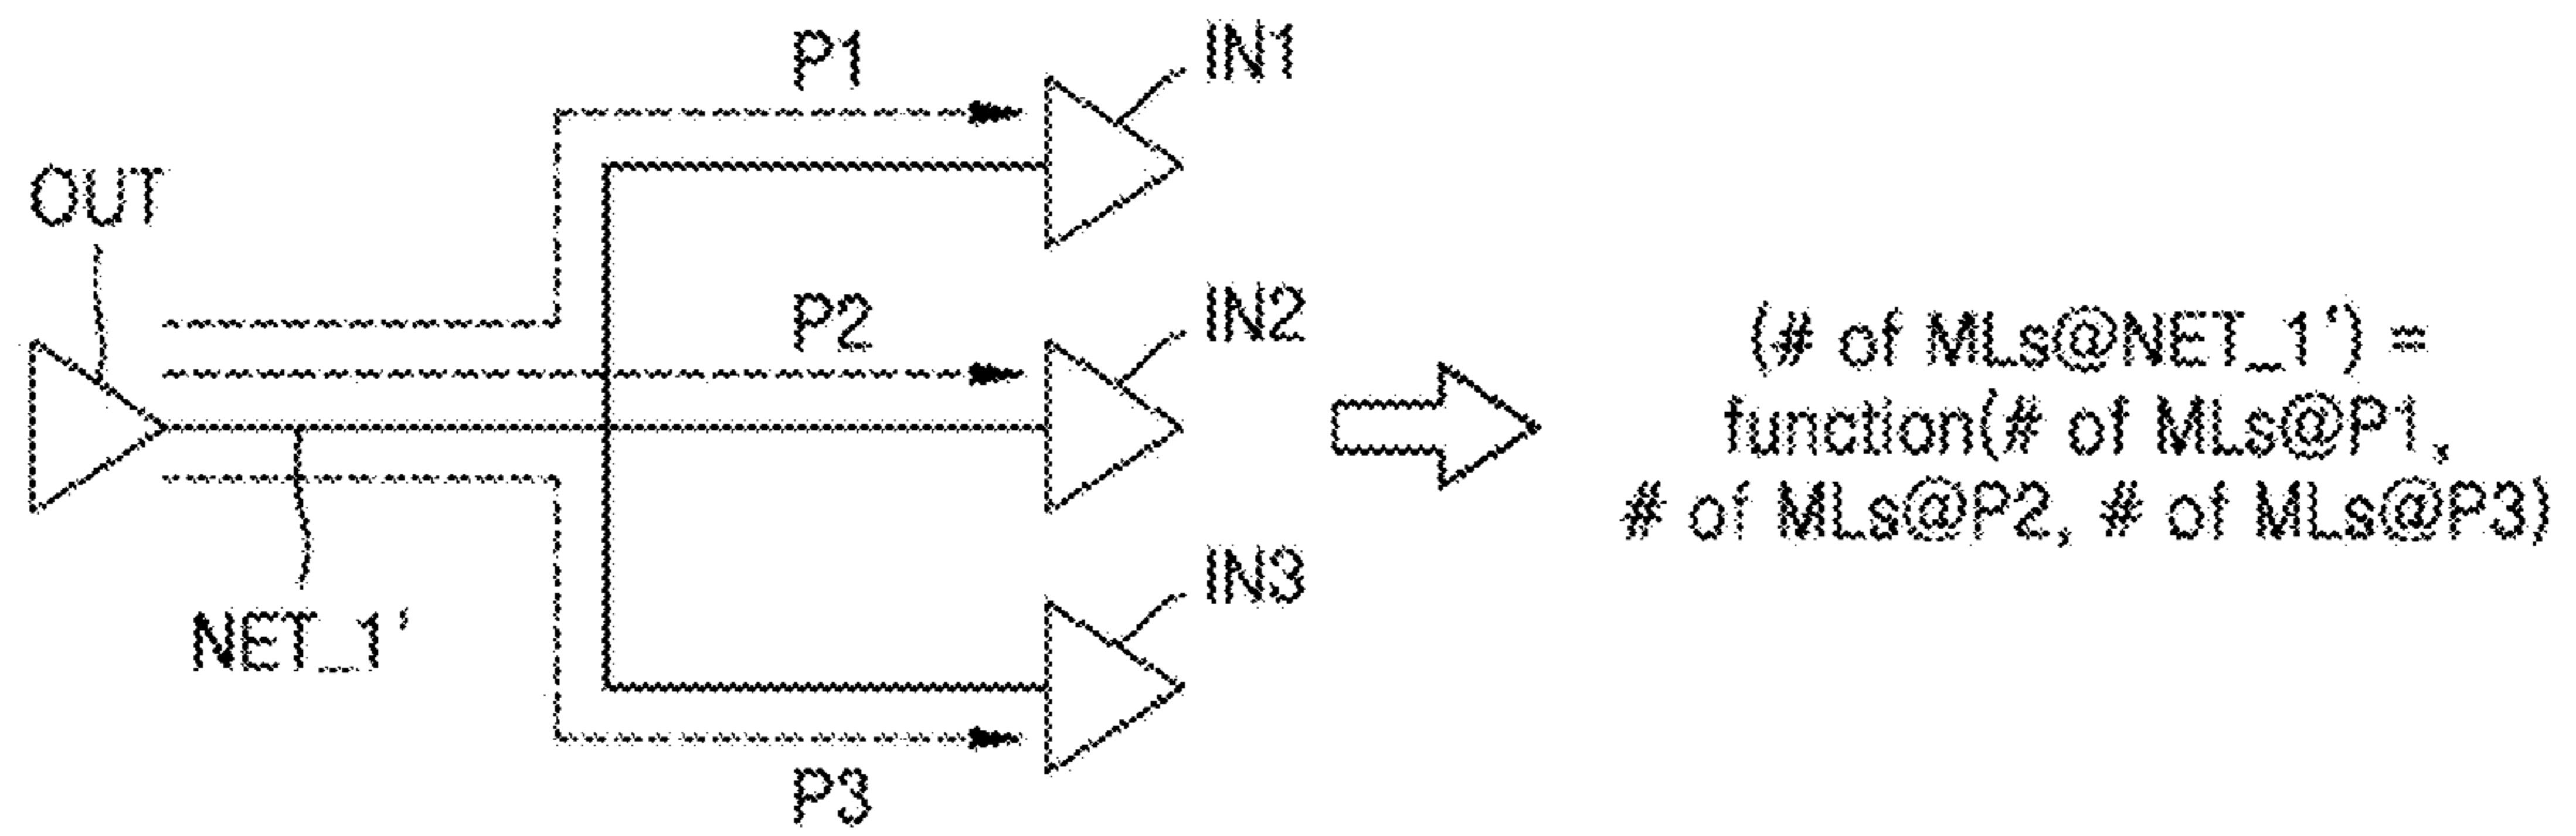 P1
IN1
OUT
P2
IN2
NET_1'
IN3
P3
(# of MLs@NET_1‘) =
function(# of MLs@P1,
# of MLs@P2, # of MLs@P3)